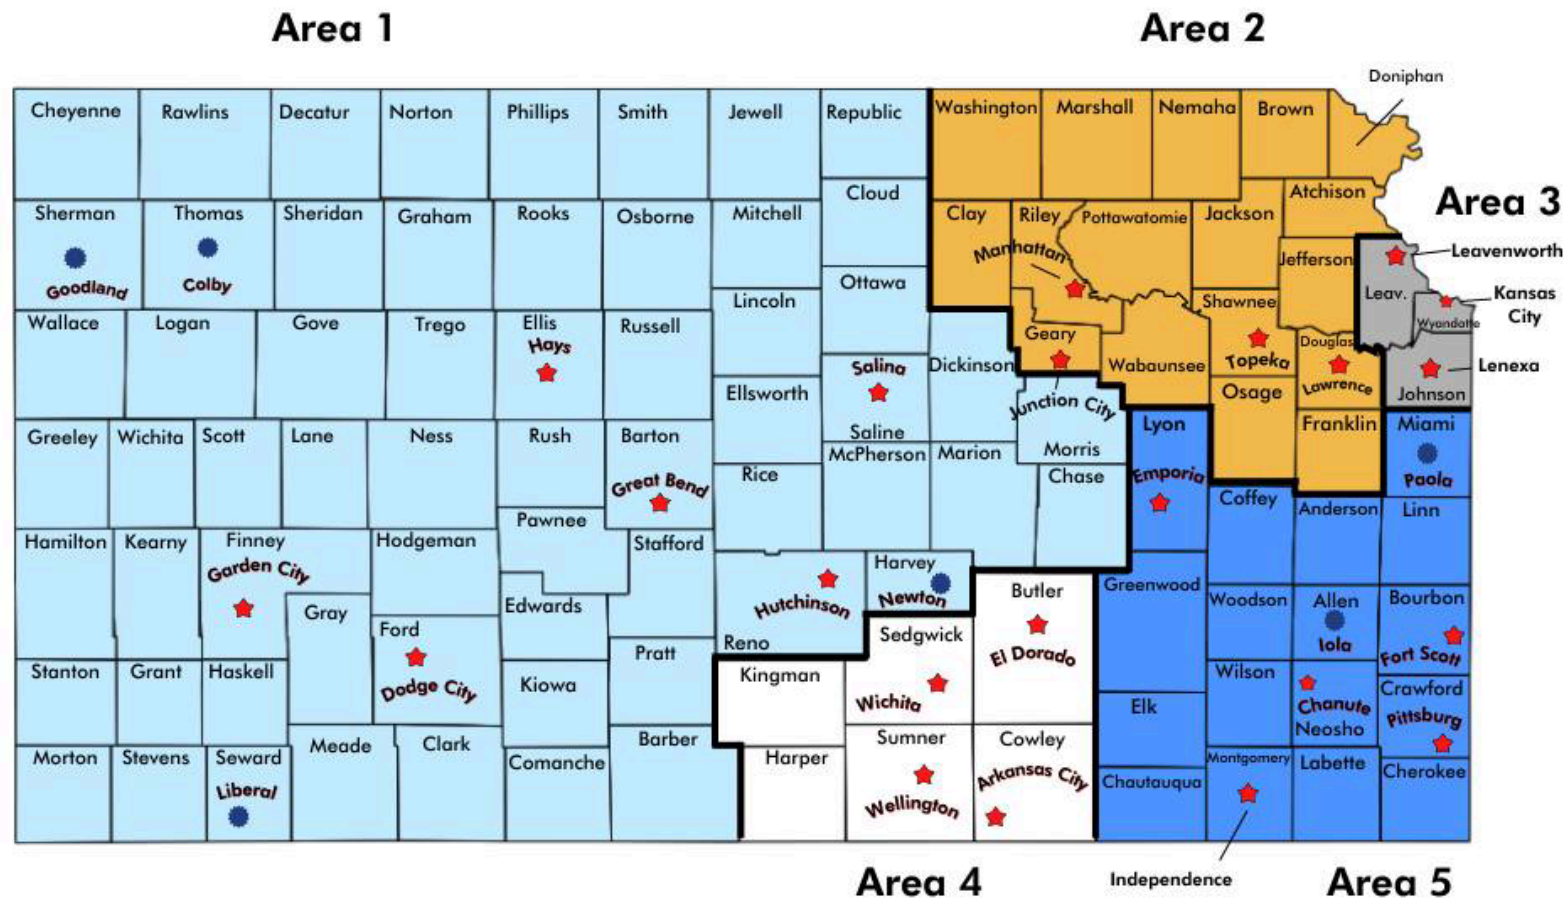 Area 1
Area 2
Doniphan
Cheyenne
Rawlins
Decatur
Norton
Phillips
Smith
Jewell
Republic
Washington
Marshall
Nemaha
Brown
Cloud
Atchison
Area 3
Sherman
Thomas
Sheridan
Graham
Rooks
Osborne
Mitchell
Clay
Riley
Pottawatomie
Jackson
Manhattan
Jefferson
Leavenworth
Goodland
Colby
Ottawa
Lincoln
Leav.
Kansas
City
Shawnee
Wyandotte
Wallace
Logan
Gove
Trego
Ellis
Hays
Russell
Geary
Douglas
Salina
Dickinson
Wabaunsee
Topeka
Lenexa
Lawrence
Ellsworth
Osage
Johnson
Junction City
Saline
Greeley
Wichita
Scott
Lane
Ness
Rush
Barton
Lyon
Franklin
Miami
McPherson
Marion
Morris
Rice
Chase
Emporia
Paola
Great Bend
Coffey
Anderson
Linn
Pawnee
Hamilton
Kearny
Finney
Hodgeman
Stafford
Garden City
Harvey
Newton
Butler
Greenwood
Hutchinson
Edwards
Gray
Woodson
Allen
Bourbon
Ford
Reno
Sedgwick
El Dorado
Iola
Fort Scott
Pratt
Stanton
Grant
Haskell
Dodge City
Kiowa
Kingman
Wilson
Crawford
Wichita
Elk
Chanute
Pittsburg
Neosho
Morton
Stevens
Seward
Meade
Clark
Comanche
Barber
Harper
Sumner
Cowley
Montgomery
Labette
Cherokee
Liberal
Wellington
Arkansas City
Chautauqua
Area 4
Independence
Area 5